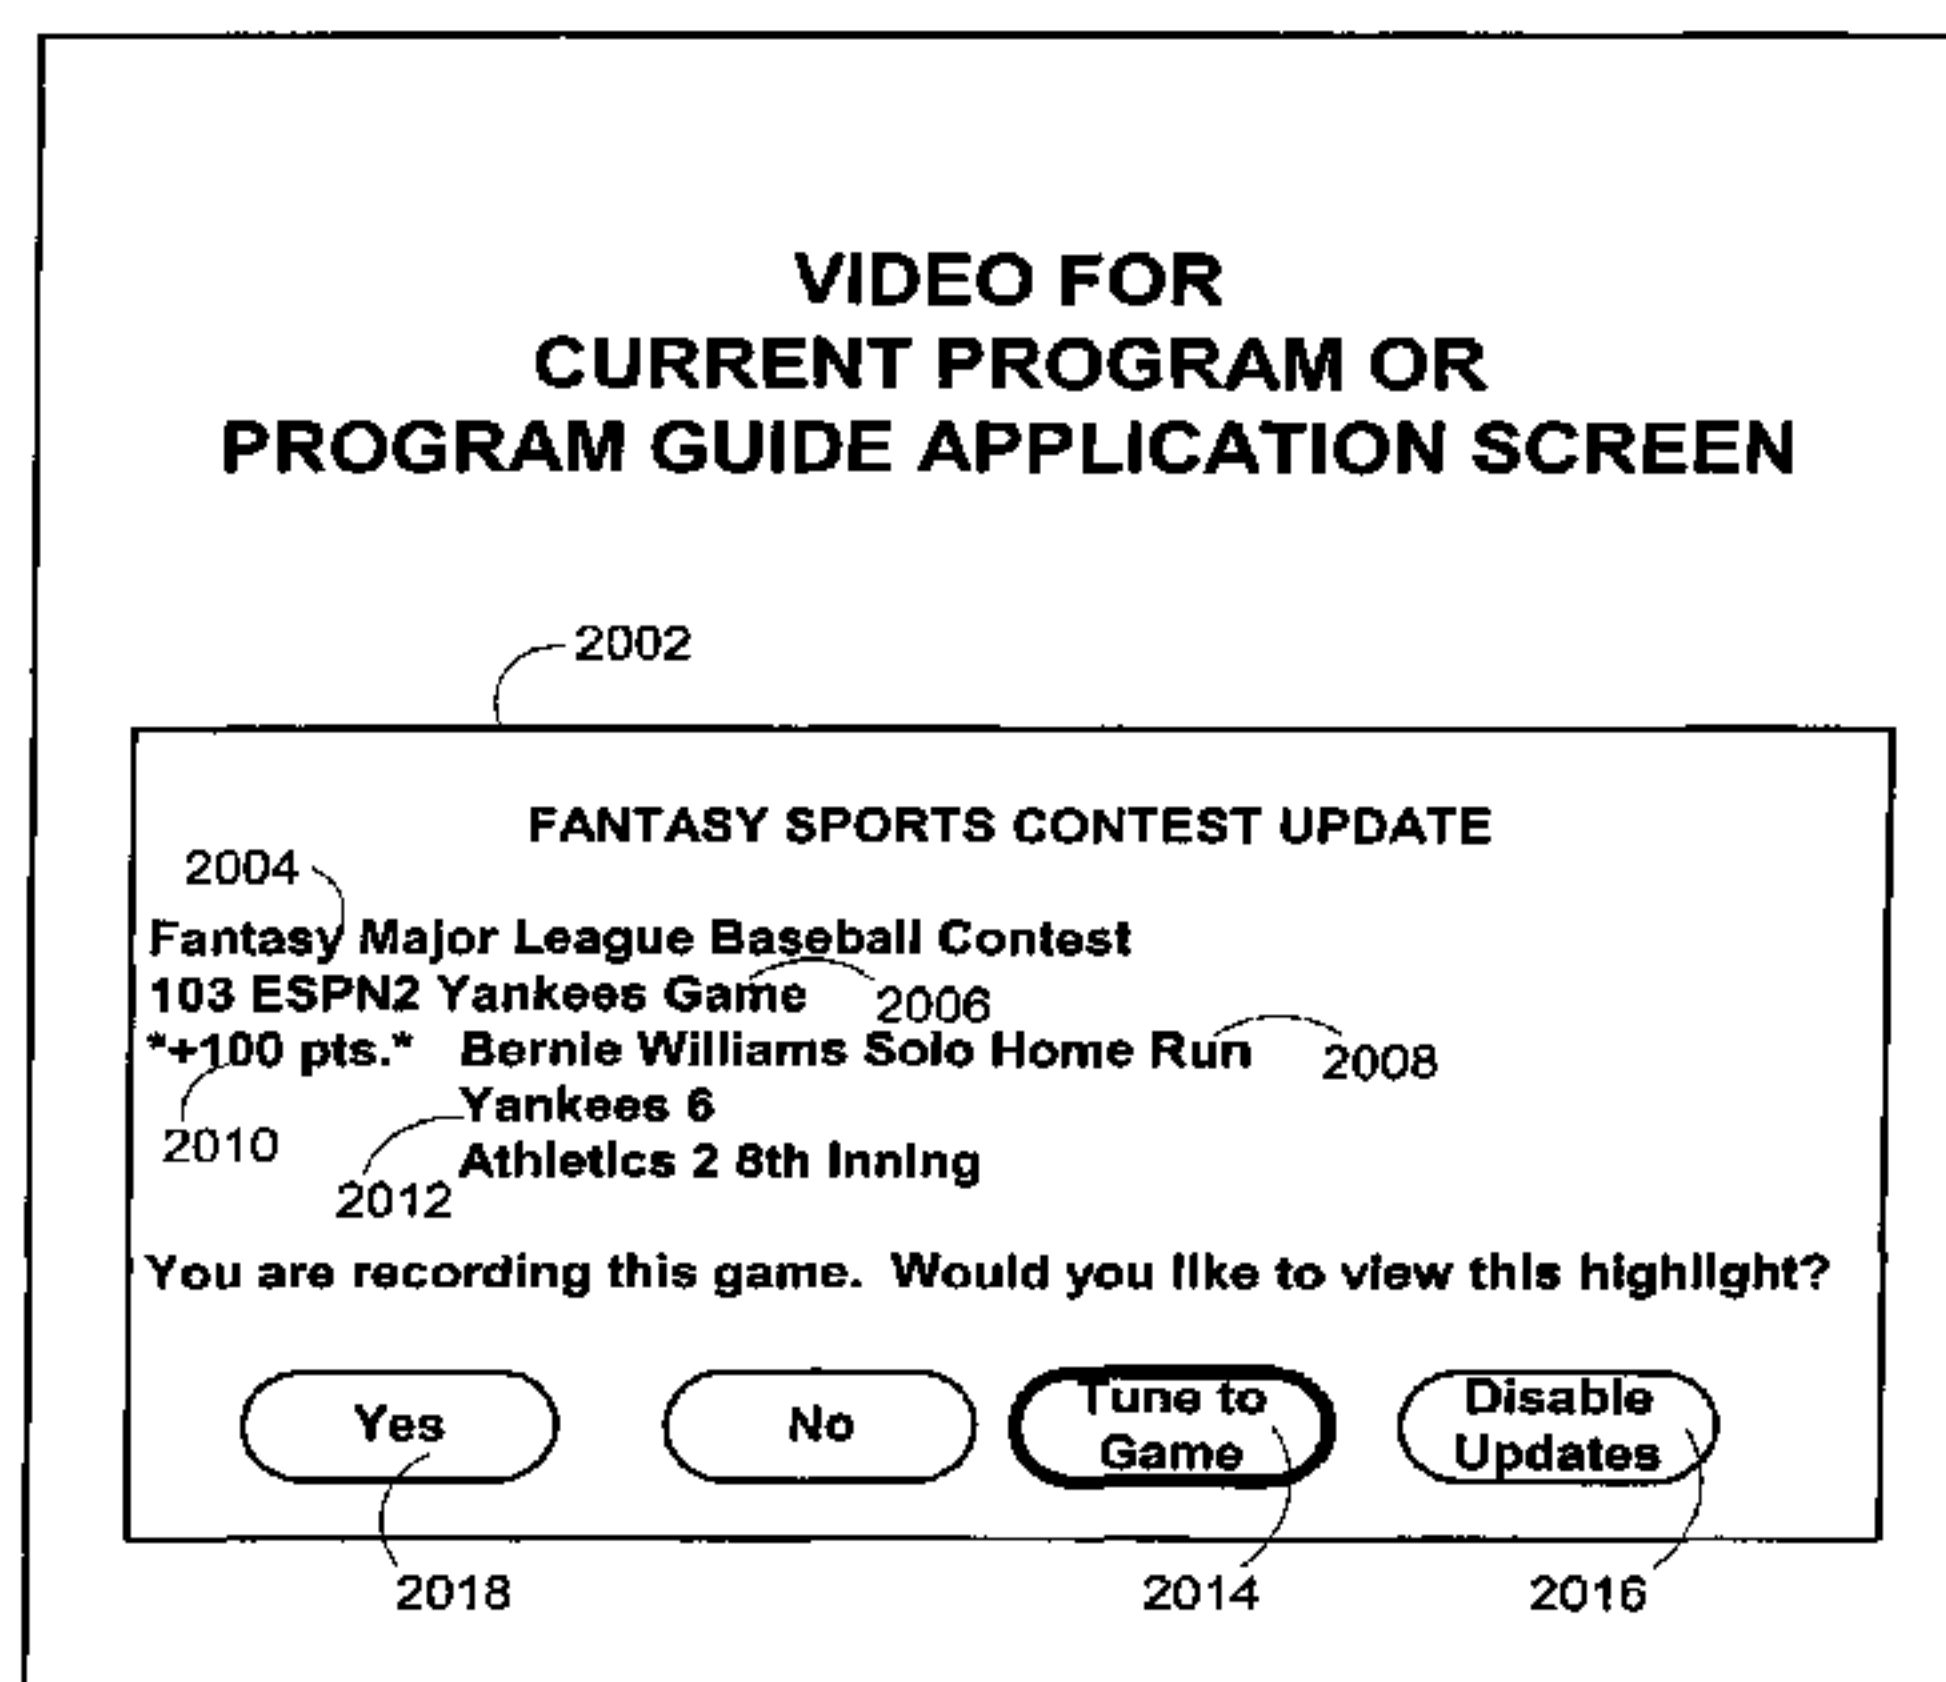 VIDEO FOR
CURRENT PROGRAM OR
PROGRAM GUIDE APPLICATION SCREEN
2002
FANTASY SPORTS CONTEST UPDATE
2004
Fantasy Major League Baseball Contest
103 ESPN2 Yankees Game 2006
*+100 pts.* Bernie Williams Solo Home Run 2008
Yankees 6
2010
Athletics 2 8th Inning
2012
You are recording this game. Would you like to view this highlight?
Yes
No
Tune to
Game
Disable
Updates
2018
2014
2016